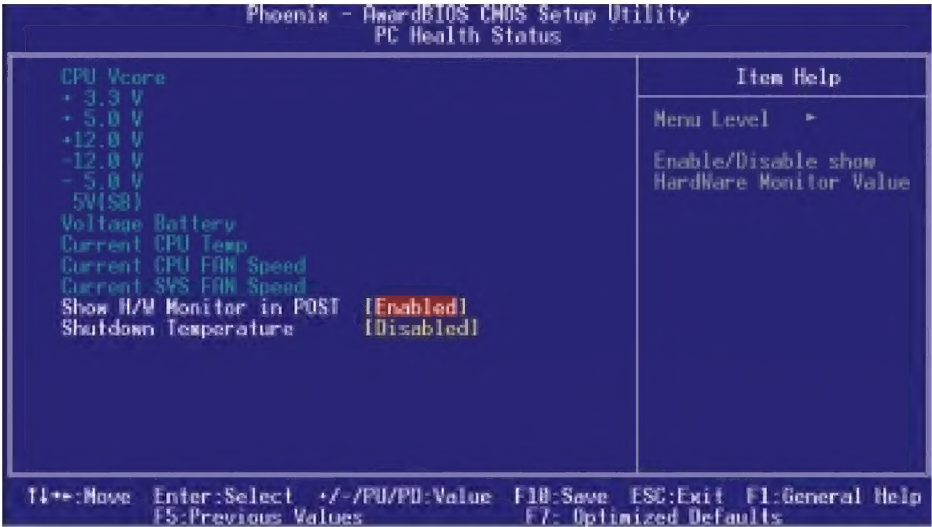 Phoenix - AwardBIOS CMOS Setup Utility
PC Health Status
CPU Vcore
+ 3.3 V
+ 5.0 V
+12.0 V
-12.0 V
- 5.0 V
5V(SB)
Voltage Battery
Current CPU Temp
Current CPU FAN Speed
Current SYS FAN Speed
Show H/W Monitor in POST [Enabled]
Shutdown Temperature [Disabled]
Item Help
Menu Level ►
Enable/Disable show
HardWare Monitor Value
↑↓→←:Move Enter:Select +/-/PU/PD:Value F10:Save ESC:Exit F1:General Help
F5:Previous Values F7: Optimized Defaults